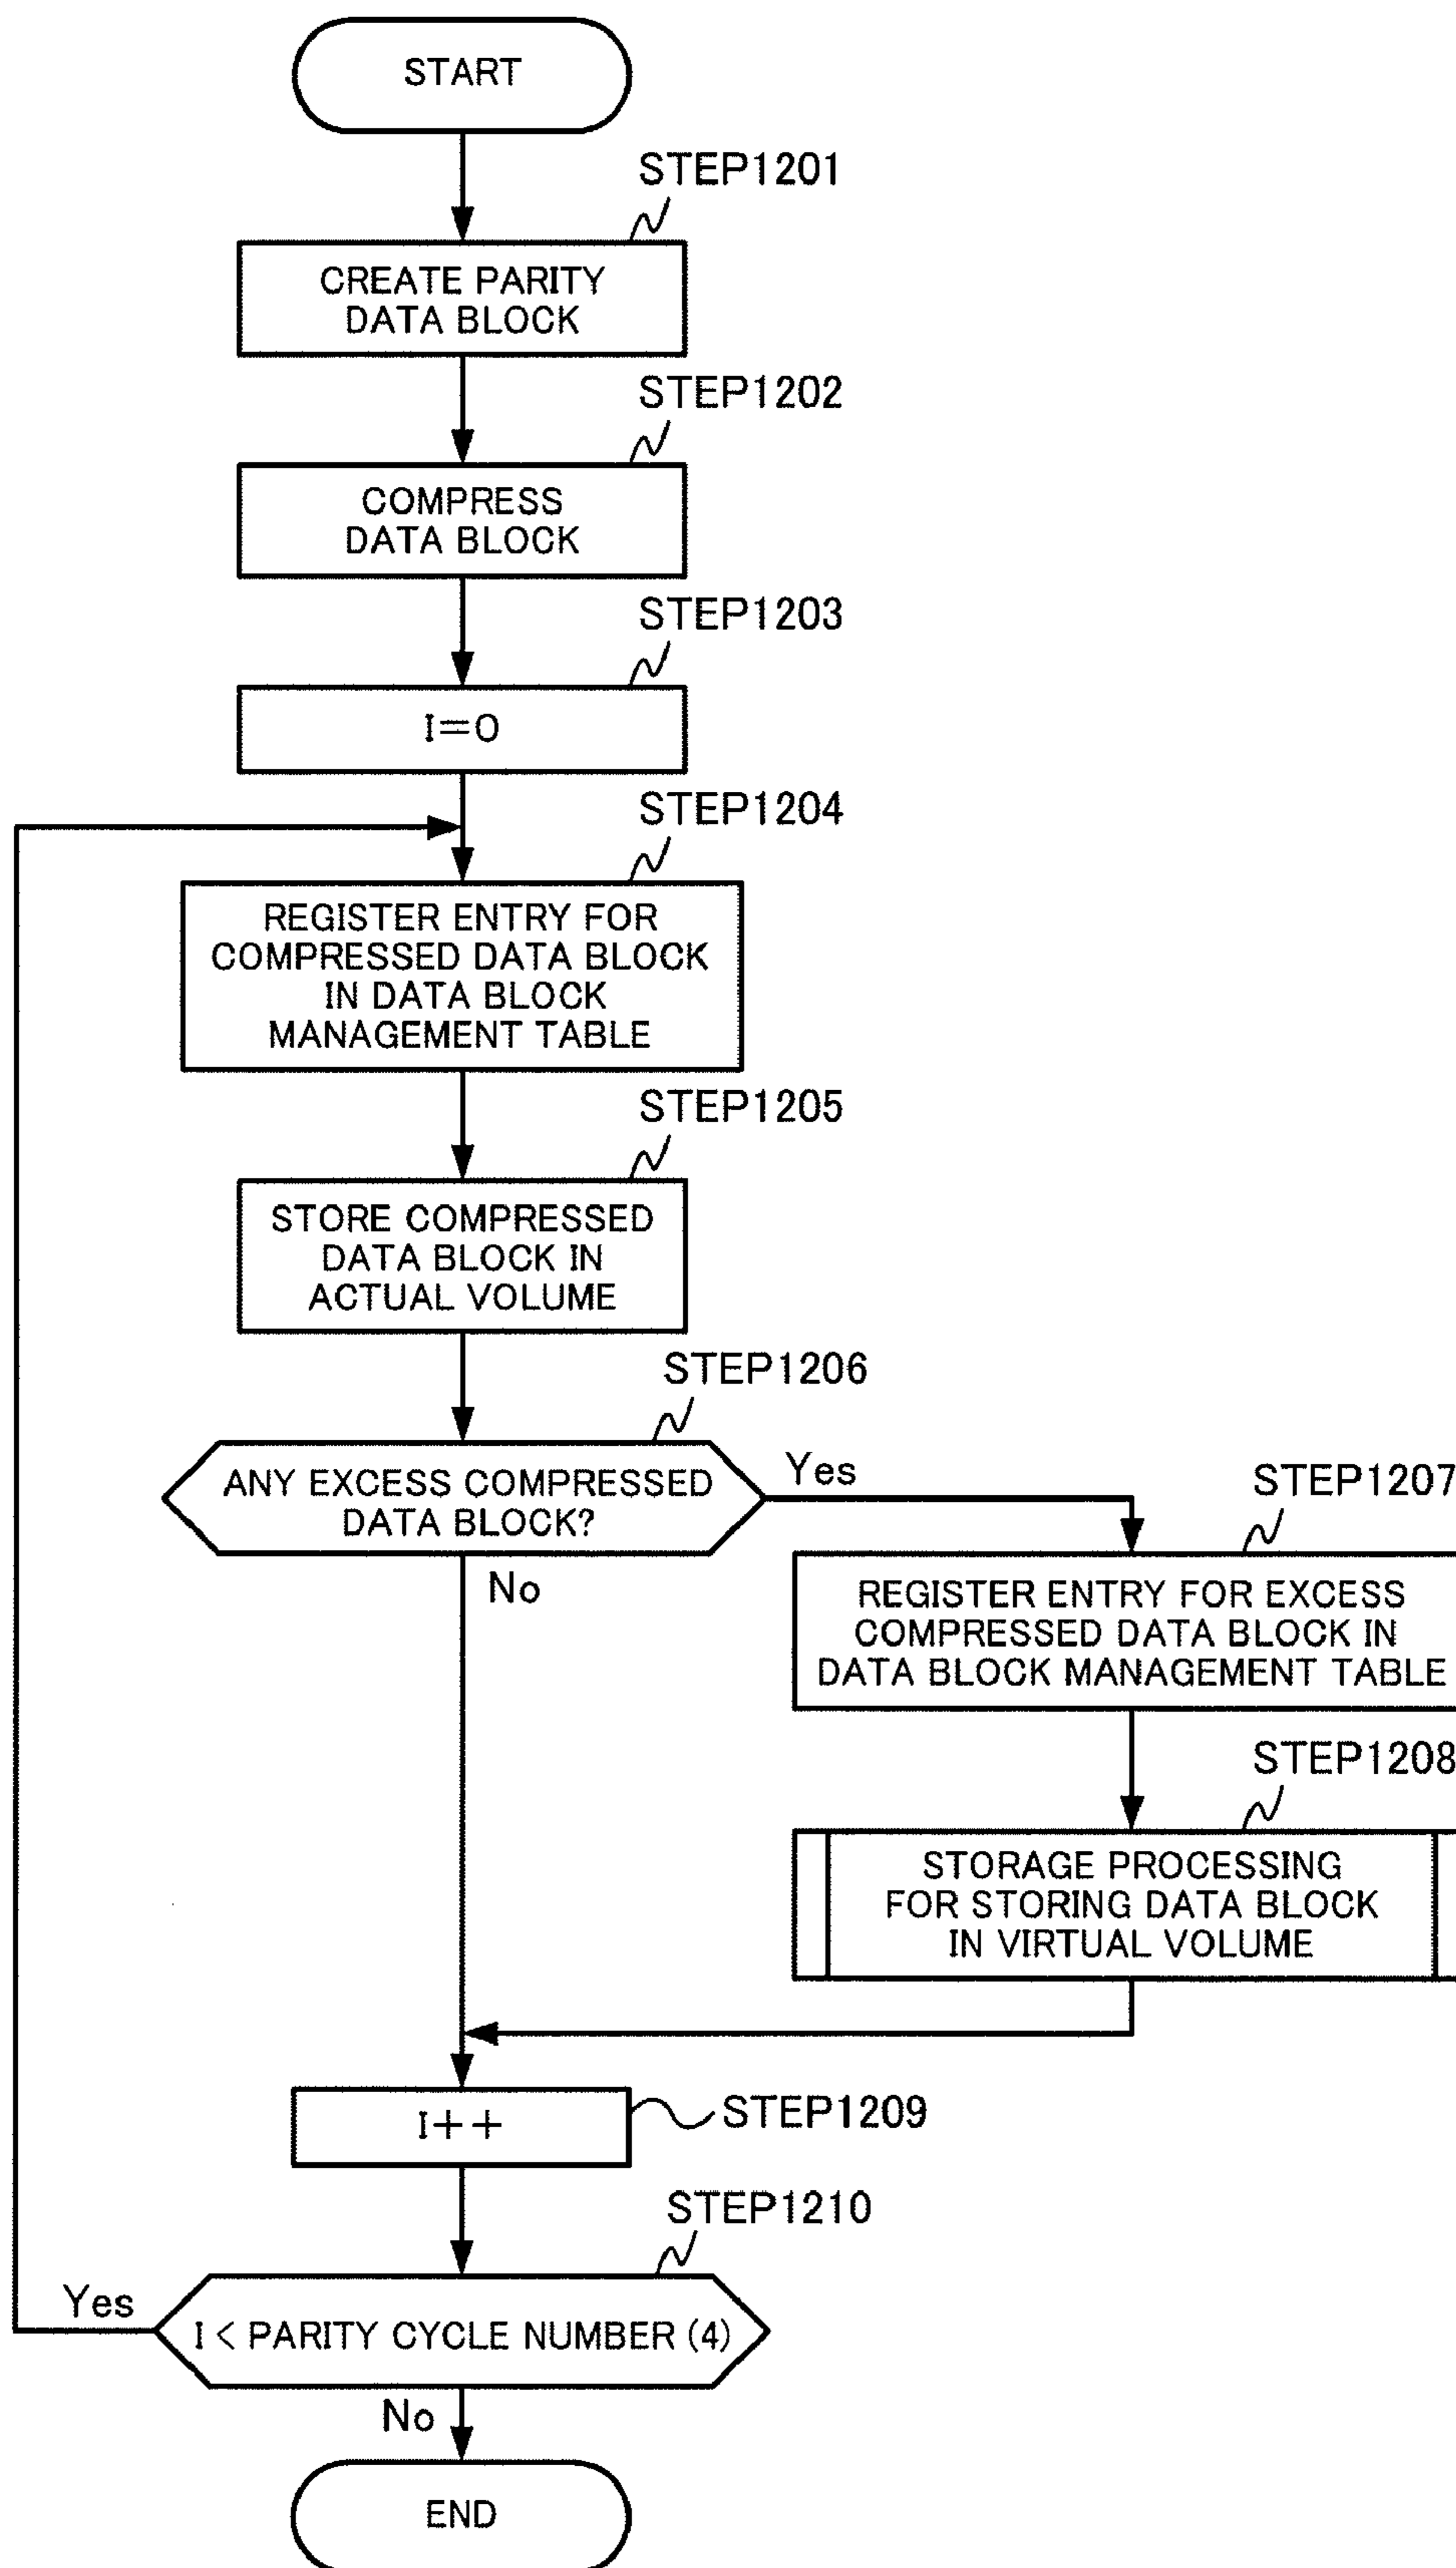 START
STEP1201
CREATE PARITY
DATA BLOCK
STEP1202
COMPRESS
DATA BLOCK
STEP1203
I=0
STEP1204
REGISTER ENTRY FOR
COMPRESSED DATA BLOCK
IN DATA BLOCK
MANAGEMENT TABLE
STEP1205
STORE COMPRESSED
DATA BLOCK IN
ACTUAL VOLUME
STEP1206
ANY EXCESS COMPRESSED
DATA BLOCK?
Yes
No
STEP1207
REGISTER ENTRY FOR EXCESS
COMPRESSED DATA BLOCK IN
DATA BLOCK MANAGEMENT TABLE
STEP1208
STORAGE PROCESSING
FOR STORING DATA BLOCK
IN VIRTUAL VOLUME
I++
STEP1209
STEP1210
Yes
I < PARITY CYCLE NUMBER (4)
No
END